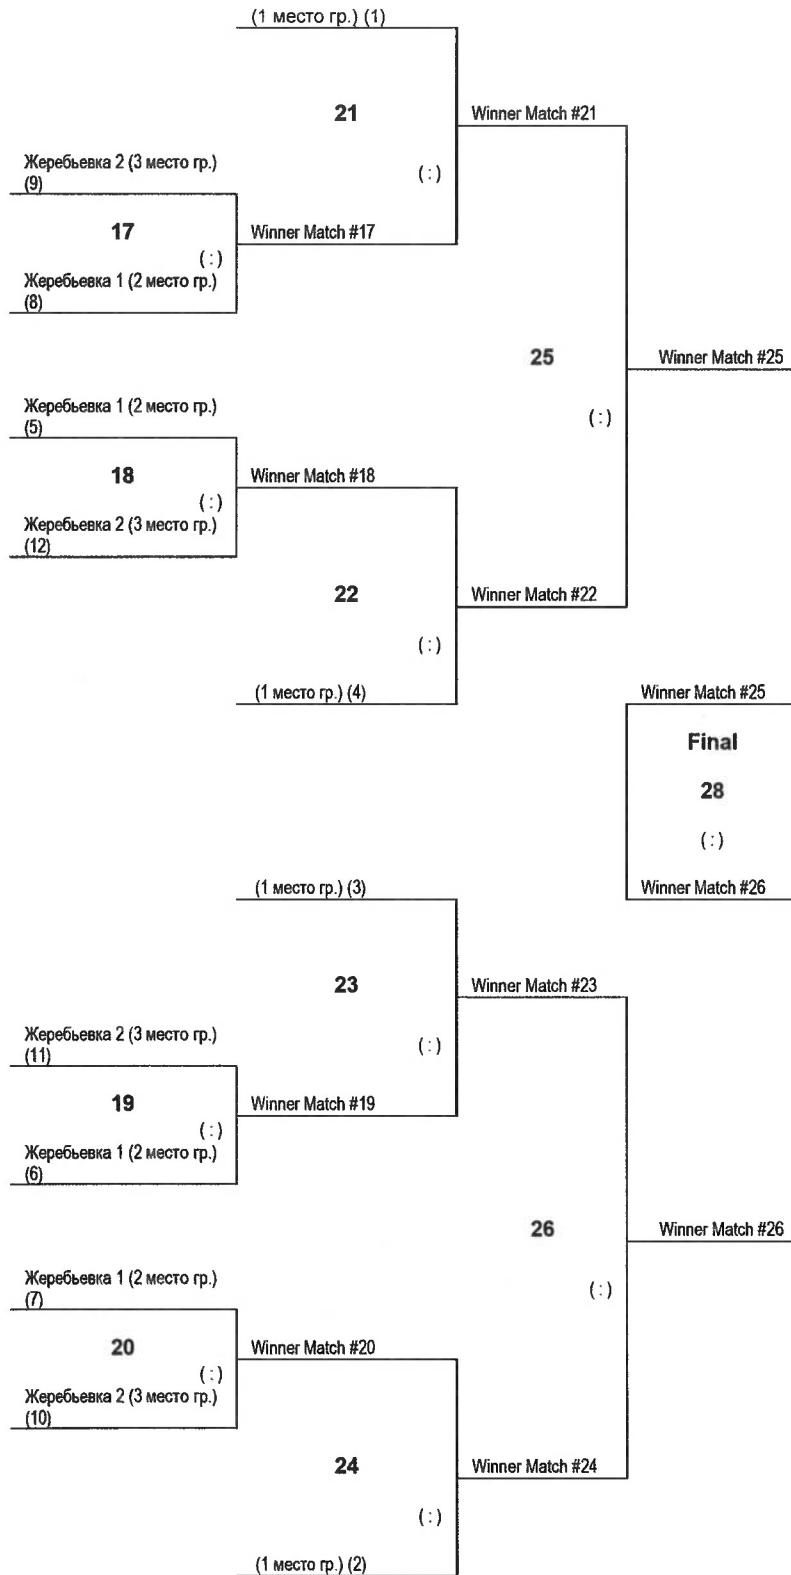 (1 место гр.) (1)
21
Winner Match #21
Жеребьевка 2 (3 место гр.)
(9)
( : )
17
Winner Match #17
( : )
Жеребьевка 1 (2 место гр.)
(8)
25
Winner Match #25
Жеребьевка 1 (2 место гр.)
(5)
( : )
18
Winner Match #18
( : )
Жеребьевка 2 (3 место гр.)
(12)
22
Winner Match #22
( : )
(1 место гр.) (4)
Winner Match #25
Final
28
( : )
(1 место гр.) (3)
Winner Match #26
23
Winner Match #23
Жеребьевка 2 (3 место гр.)
(11)
( : )
19
Winner Match #19
( : )
Жеребьевка 1 (2 место гр.)
(6)
26
Winner Match #26
Жеребьевка 1 (2 место гр.)
(7)
( : )
20
Winner Match #20
( : )
Жеребьевка 2 (3 место гр.)
(10)
24
Winner Match #24
( : )
(1 место гр.) (2)